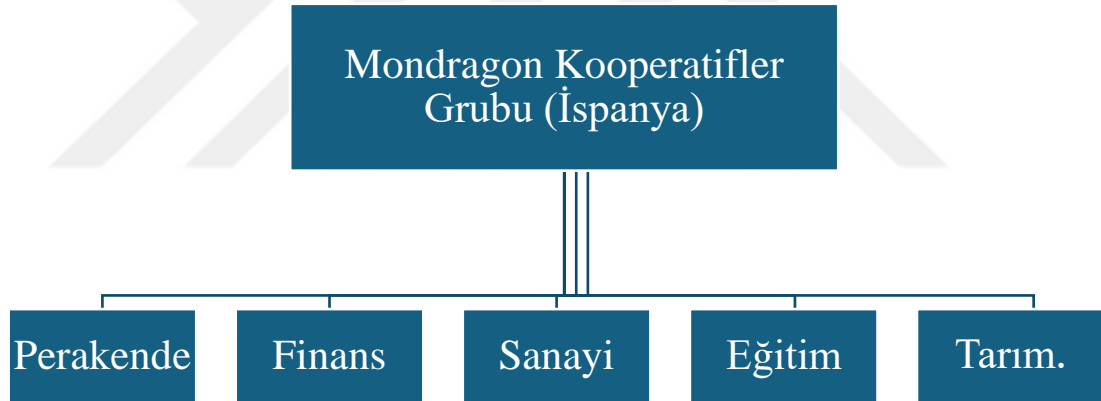 Mondragon Kooperatifler
Grubu (İspanya)
Perakende
Finans
Sanayi
Eğitim
Tarım.